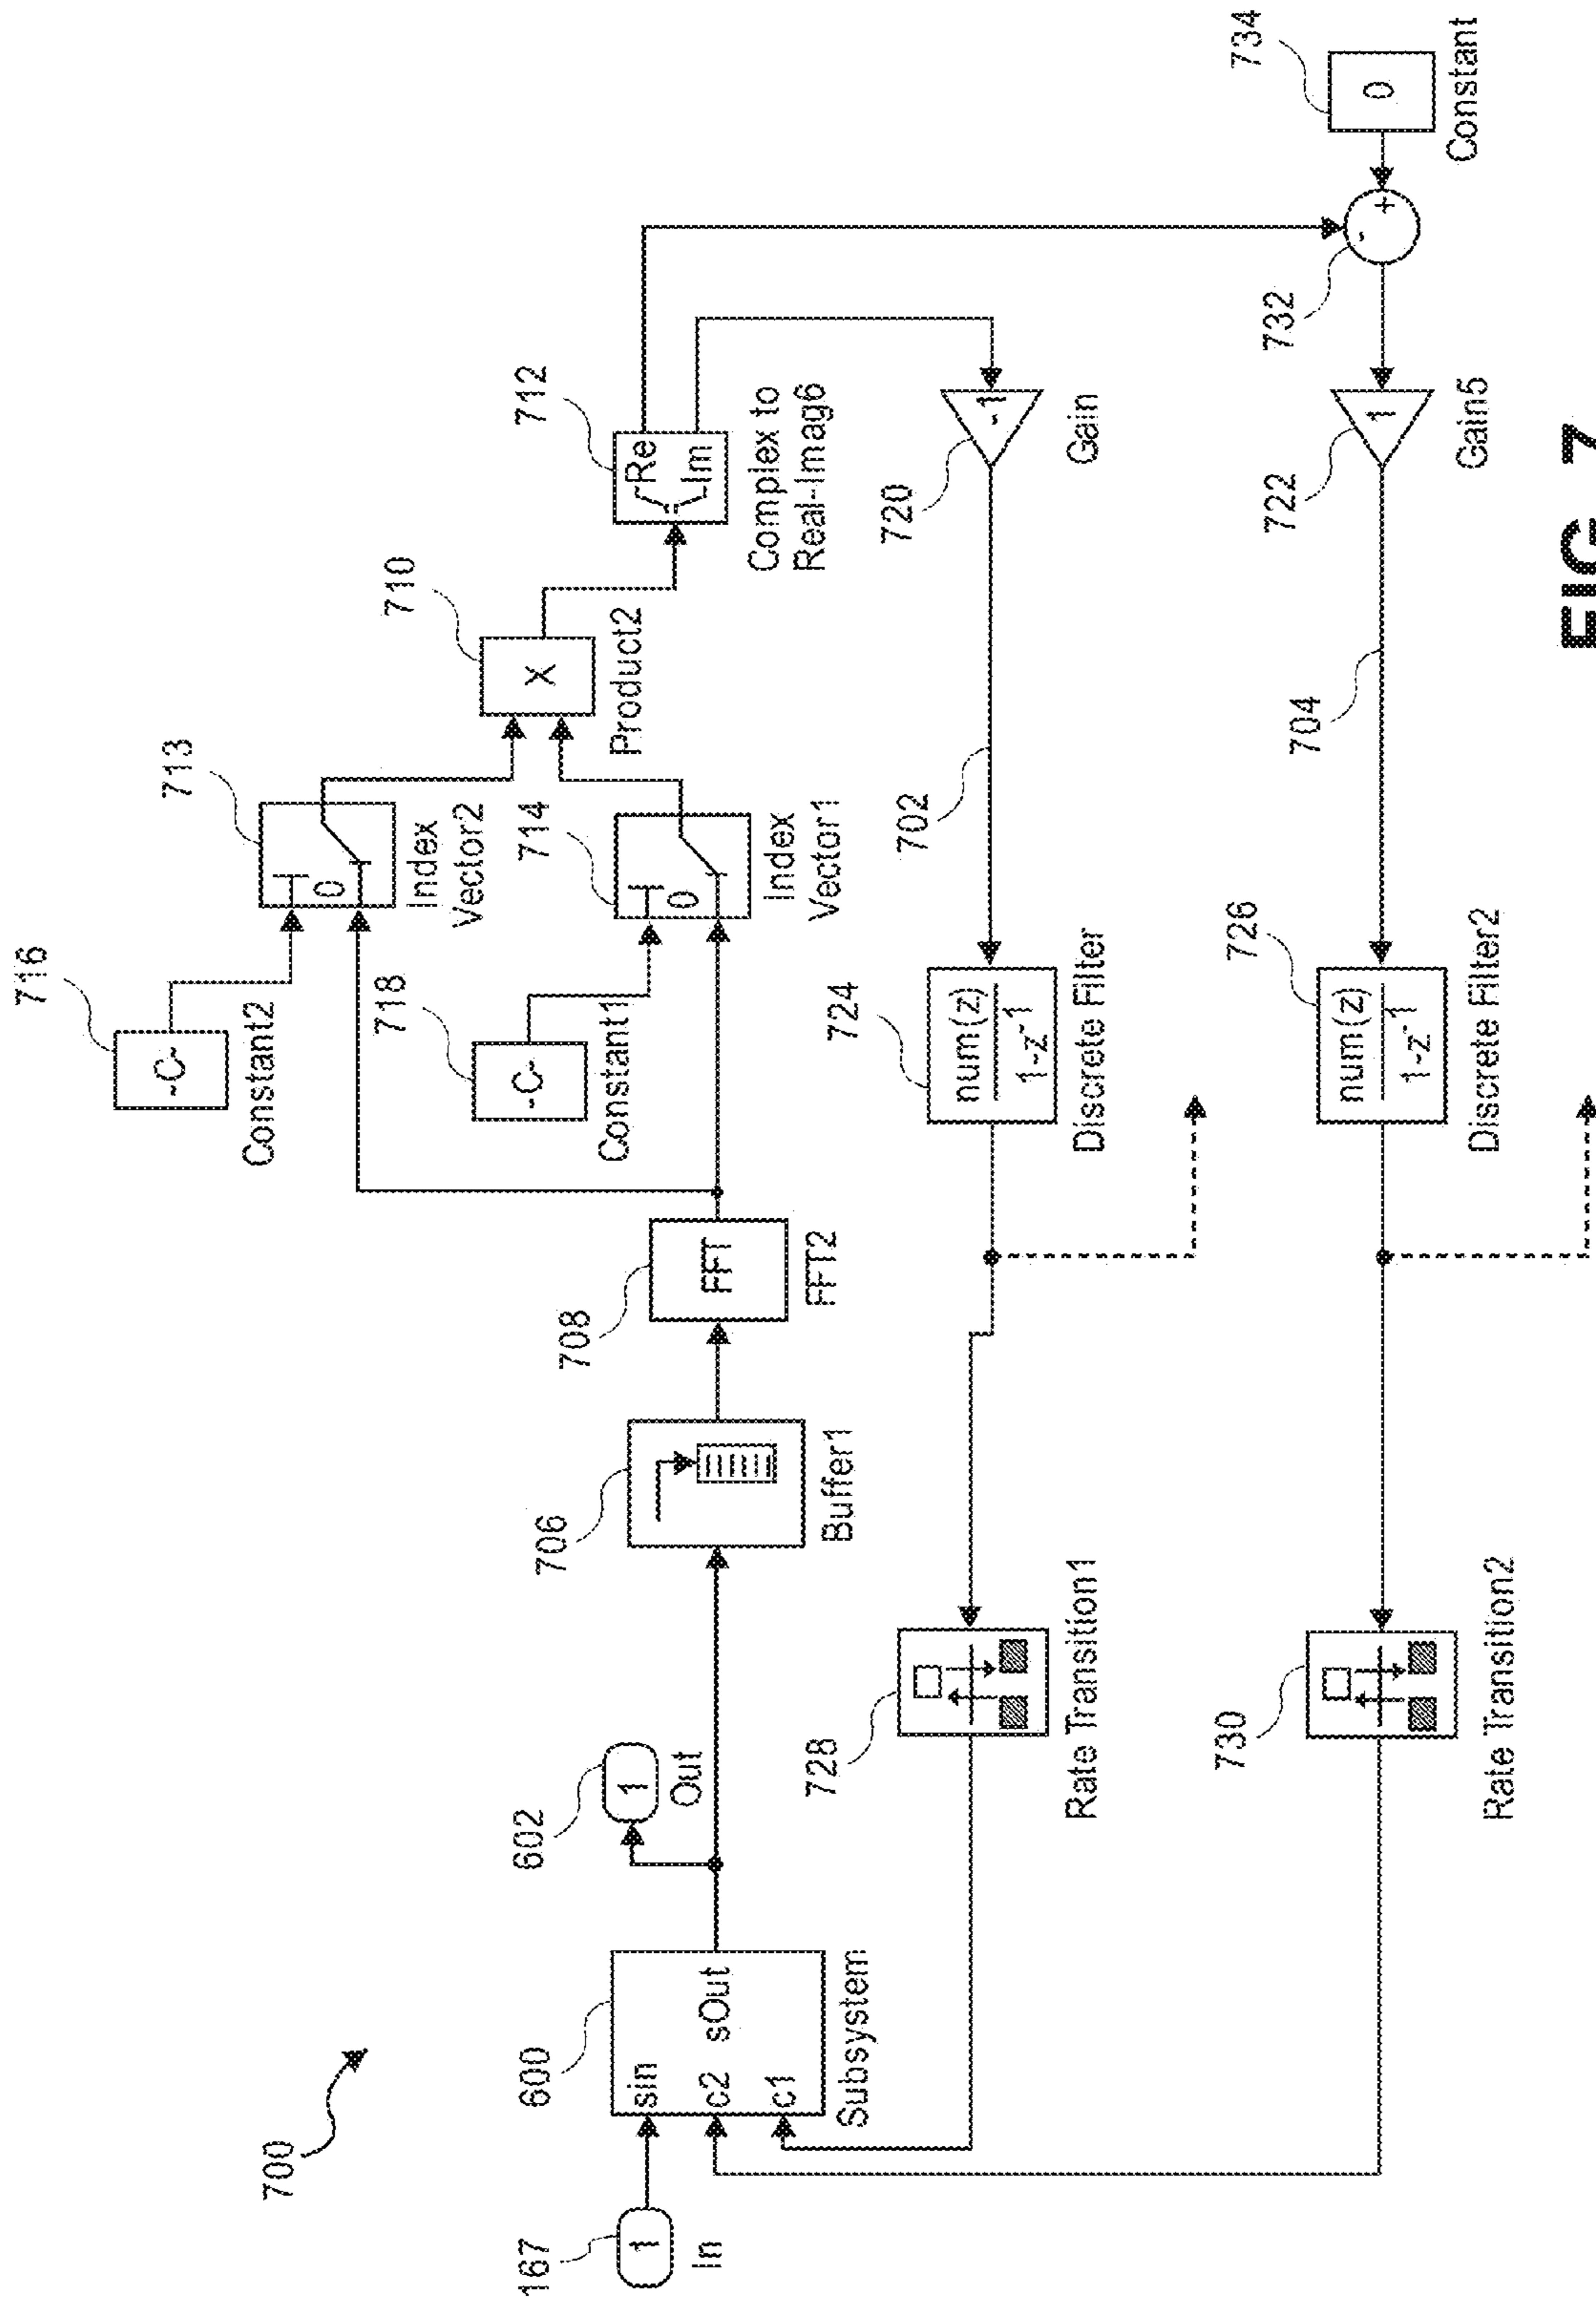 700
167
1
In
600
sin
c2 sOut
c1
Subsystem
602
1
Out
706
Buffer1
708
FFT
FFT2
716
-C-
Constant2
718
-C-
Constant1
713
0
Index
Vector2
714
0
Index
Vector1
710
X
Product2
712
Re
Im
Complex to
Real-Imag6
728
Rate Transition1
724
num(z)
1-z-1
Discrete Filter
702
720
-1
Gain
730
Rate Transition2
726
num(z)
1-z-1
Discrete Filter2
704
722
1
Gain5
732
-
+
734
0
Constant
FIG. 7